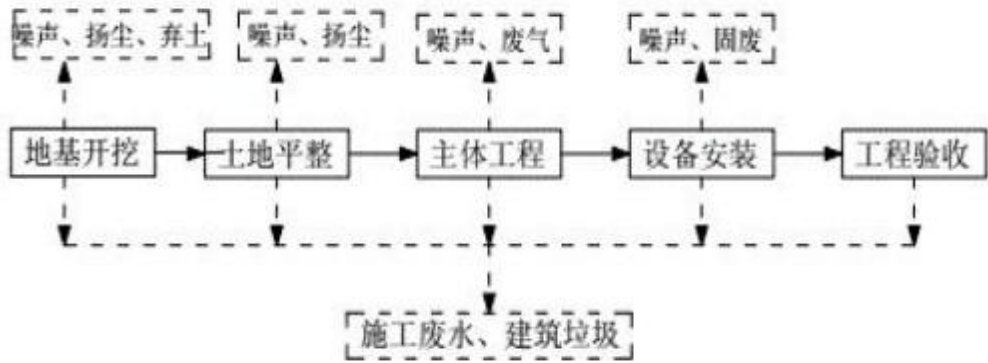 噪声、扬尘、弃土
噪声、扬尘
噪声、废气
噪声、固废
地基开挖
土地平整
主体工程
设备安装
工程验收
施工废水、建筑垃圾